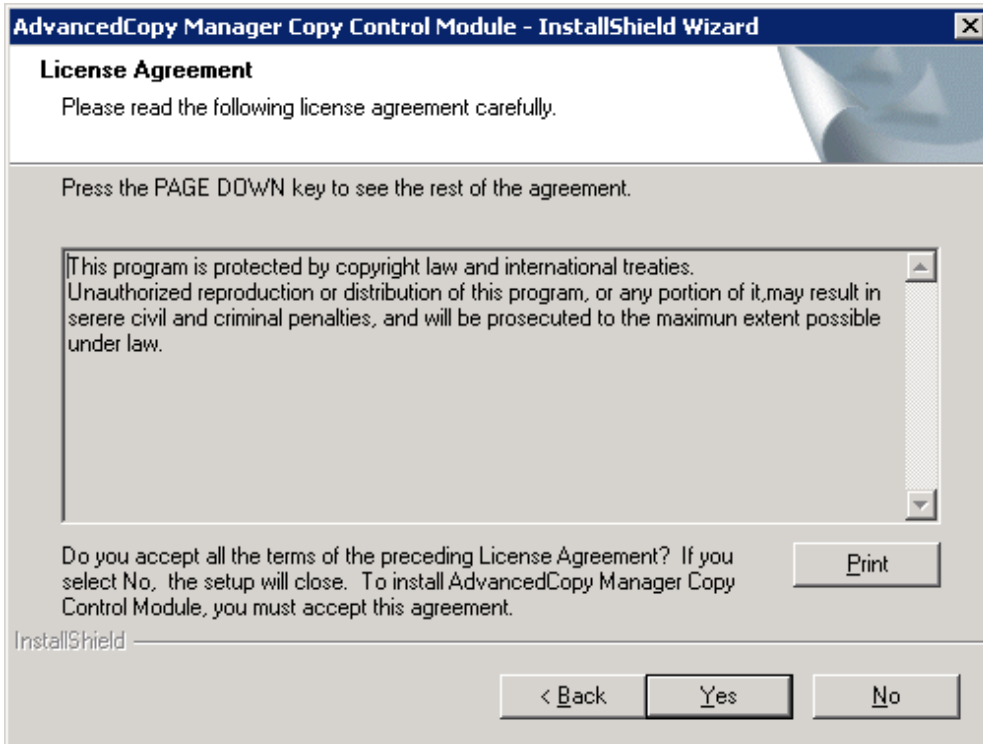 AdvancedCopy Manager Copy Control Module - InstallShield Wizard
License Agreement
Please read the following license agreement carefully.
Press the PAGE DOWN key to see the rest of the agreement.
This program is protected by copyright law and international treaties.
Unauthorized reproduction or distribution of this program, or any portion of it,may result in
serere civil and criminal penalties, and will be prosecuted to the maximun extent possible
under law.
Do you accept all the terms of the preceding License Agreement?  If you
select No,  the setup will close.  To install AdvancedCopy Manager Copy
Control Module, you must accept this agreement.
Print
InstallShield
< Back
Yes
No